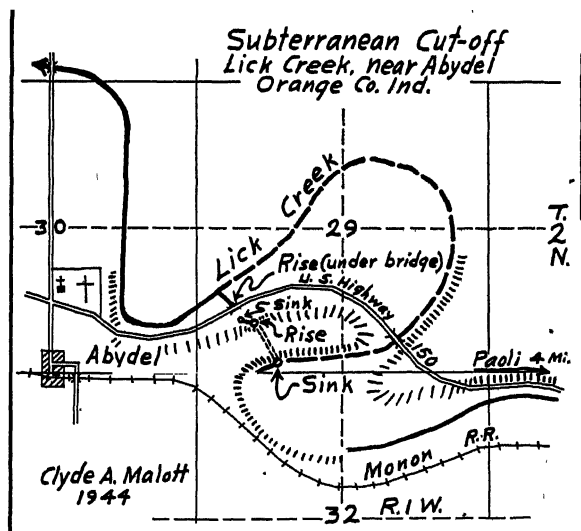 Subterranean Cut-off
Lick Creek, near Abydel
Orange Co. Ind.
30
29
T.
2
N.
Lick Creek
Rise (under bridge)
U.S. Highway 150
Sink
Rise
Abydel
Sink
Paoli 4 Mi.
Monon R.R.
Clyde A. Malott
1944
32 R.1W.